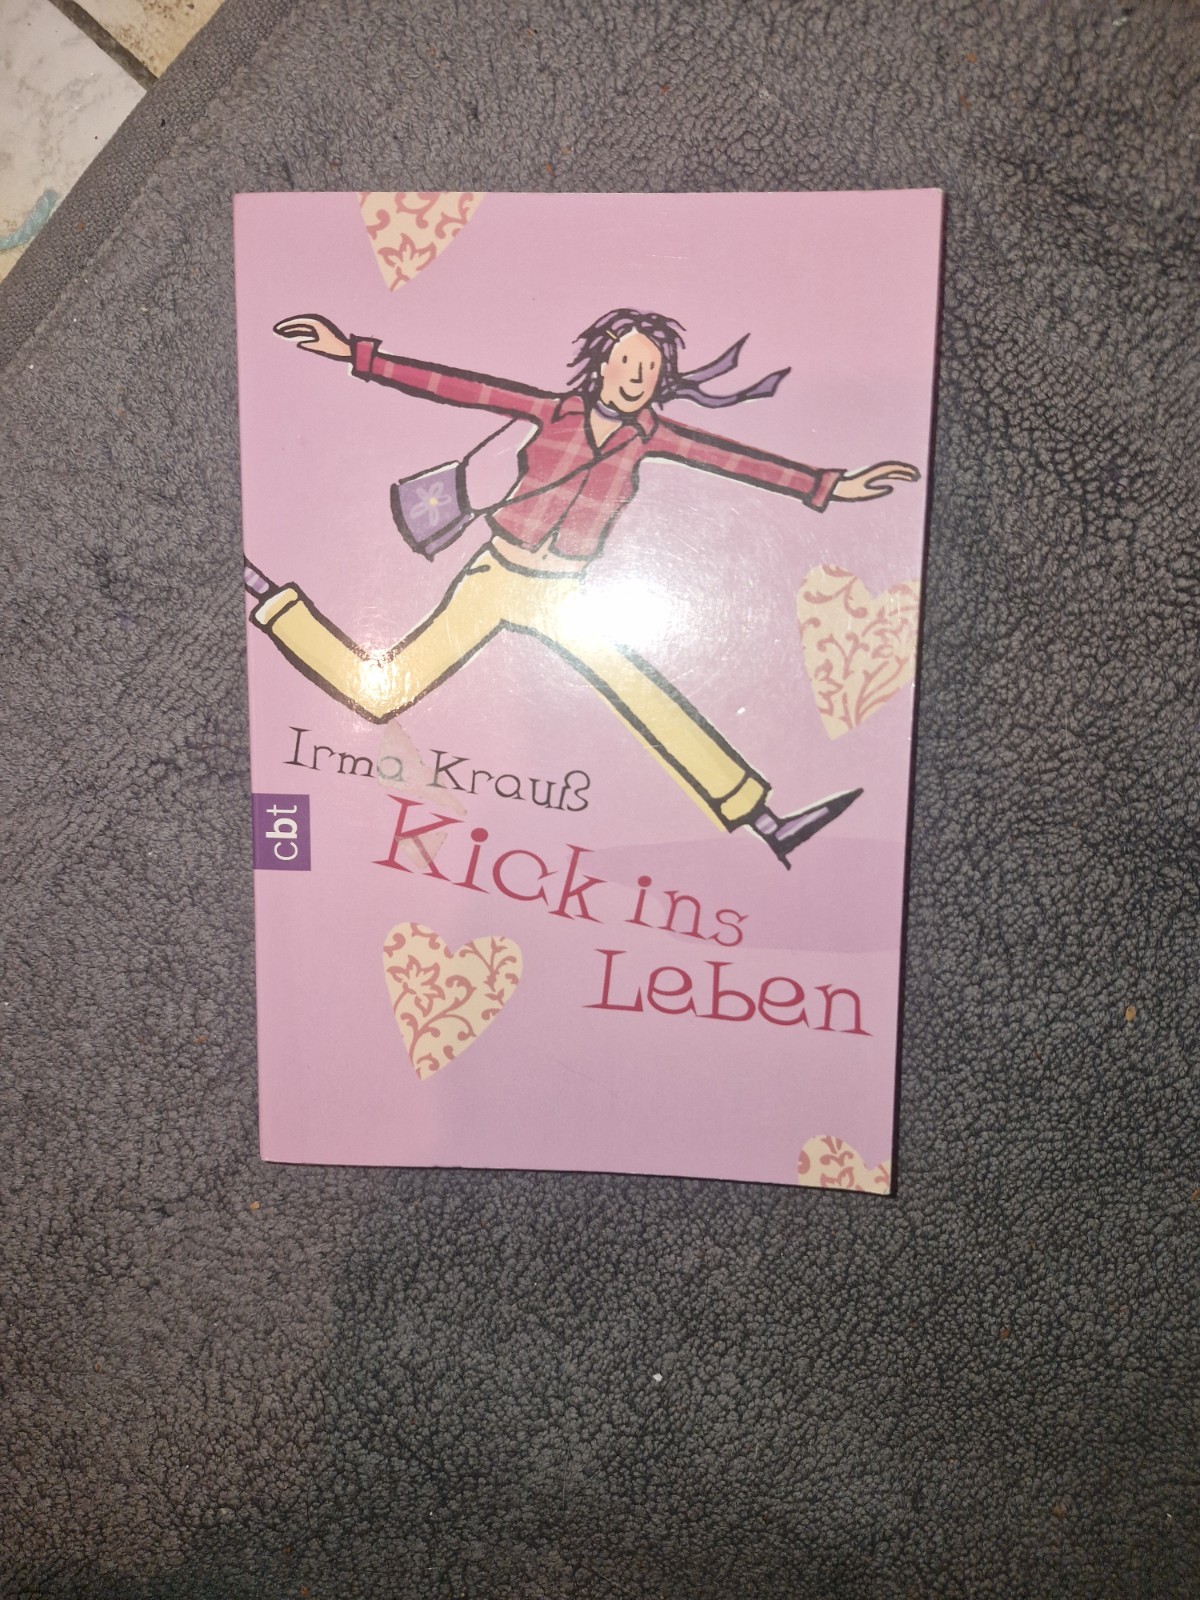 Irma Krauß
cbt
Kick ins
Leben